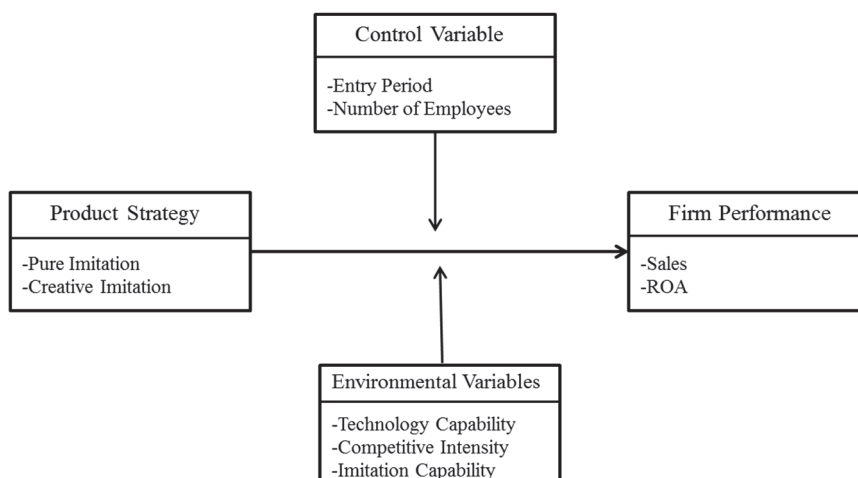 Control Variable
-Entry Period
-Number of Employees
Product Strategy
-Pure Imitation
-Creative Imitation
Firm Performance
-Sales
-ROA
Environmental Variables
-Technology Capability
-Competitive Intensity
-Imitation Capability